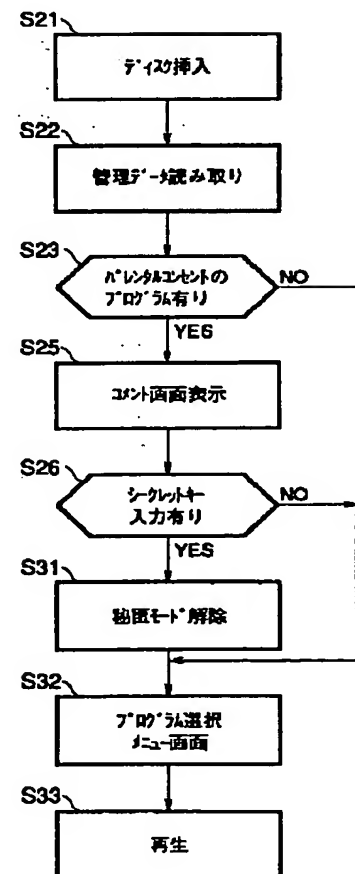 S21
ディスク挿入
S22
管理データ読み取り
S23
パレンタルコンセントの
プログラム有り
NO
YES
S25
コメント画面表示
S26
シークレットキー
入力有り
NO
YES
S31
秘匿モード解除
S32
プログラム選択
メニュー画面
S33
再生